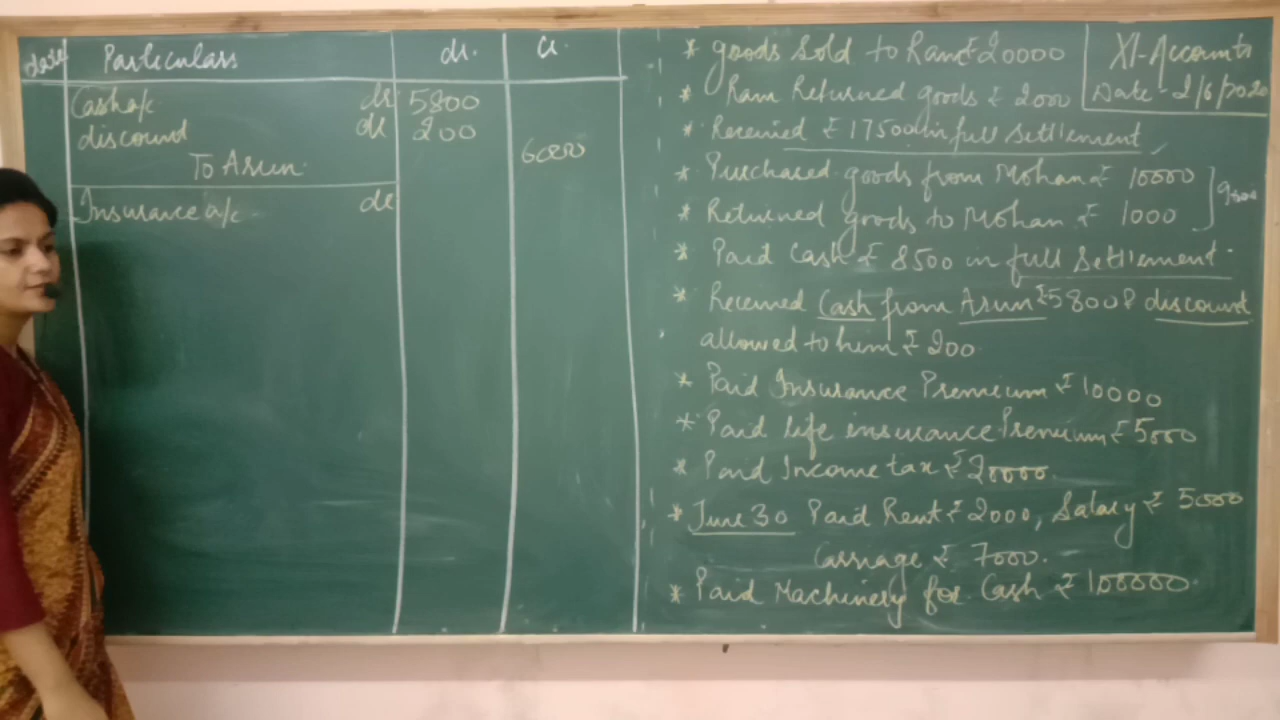 date Particulars dr. Cr.
Cash a/c dr 5800
discount dr 200
To Arun 6000
Insurance a/c dr
XI-Accounts
Date - 2/6/2020
* goods Sold to Ram ₹ 20000
* Ram Returned goods ₹ 2000
* Received ₹ 17500 in full Settlement
* Purchased goods from Mohan ₹ 10000
* Returned goods to Mohan ₹ 1000
9000
* Paid Cash ₹ 8500 in full Settlement
* Received Cash from Arun ₹ 5800 & discount
allowed to him ₹ 200
* Paid Insurance Premium ₹ 10000
* Paid life insurance Premium ₹ 5000
* Paid Income tax ₹ 20000
* June 30 Paid Rent ₹ 2000, Salary ₹ 5000
Carriage ₹ 7000.
* Paid Machinery for Cash ₹ 100000